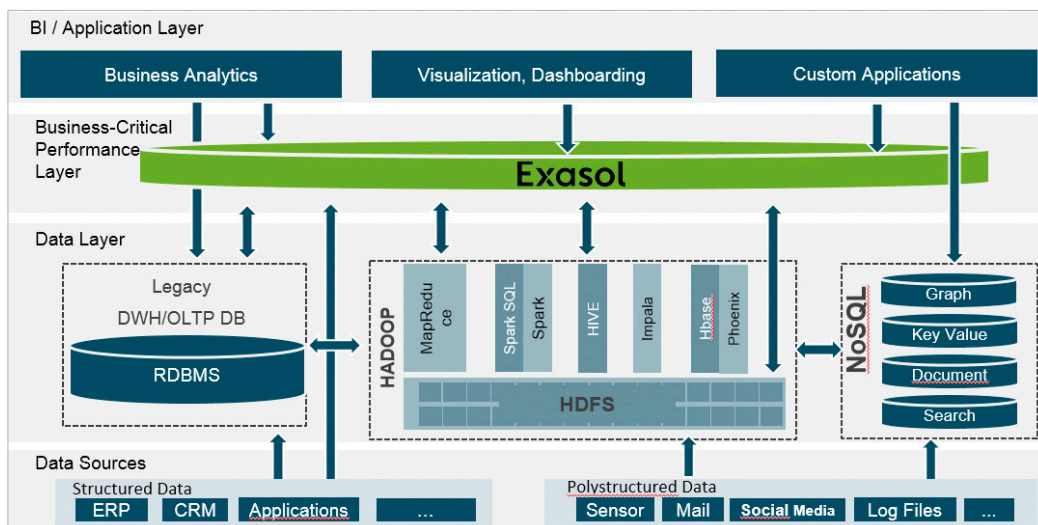 BI / Application Layer
Business Analytics
Visualization, Dashboarding
Custom Applications
Business-Critical
Performance
Layer
Exasol
Data Layer
Legacy
DWH/OLTP DB
RDBMS
HADOOP
MapRedu
ce
Spark SQL
Spark
HIVE
Impala
Hbase
Phoenix
HDFS
NoSQL
Graph
Key Value
Document
Search
Data Sources
Structured Data
ERP
CRM
Applications
...
Polystructured Data
Sensor
Mail
Social Media
Log Files
...